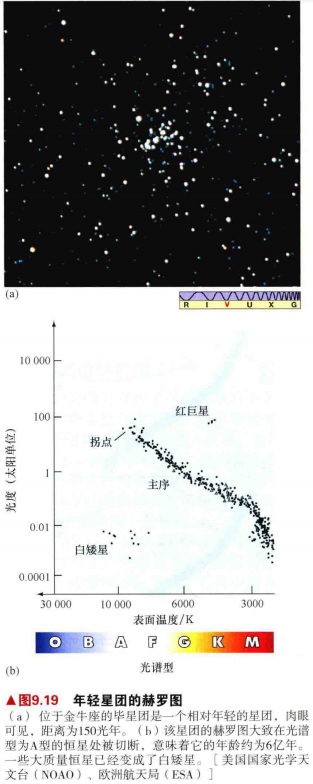 (a)
R I V U X G
10 000
100
1
0.01
0.0001
光度（太阳单位）
红巨星
拐点
主序
白矮星
30 000 10 000 6000 3000
表面温度/K
O B A F G K M
(b)
光谱型
▲图9.19 年轻星团的赫罗图
（a）位于金牛座的毕星团是一个相对年轻的星团，肉眼
可见，距离为150光年。（b）该星团的赫罗图大致在光谱
型为A型的恒星处被切断，意味着它的年龄约为6亿年。
一些大质量恒星已经变成了白矮星。［美国国家光学天
文台（NOAO）、欧洲航天局（ESA）］